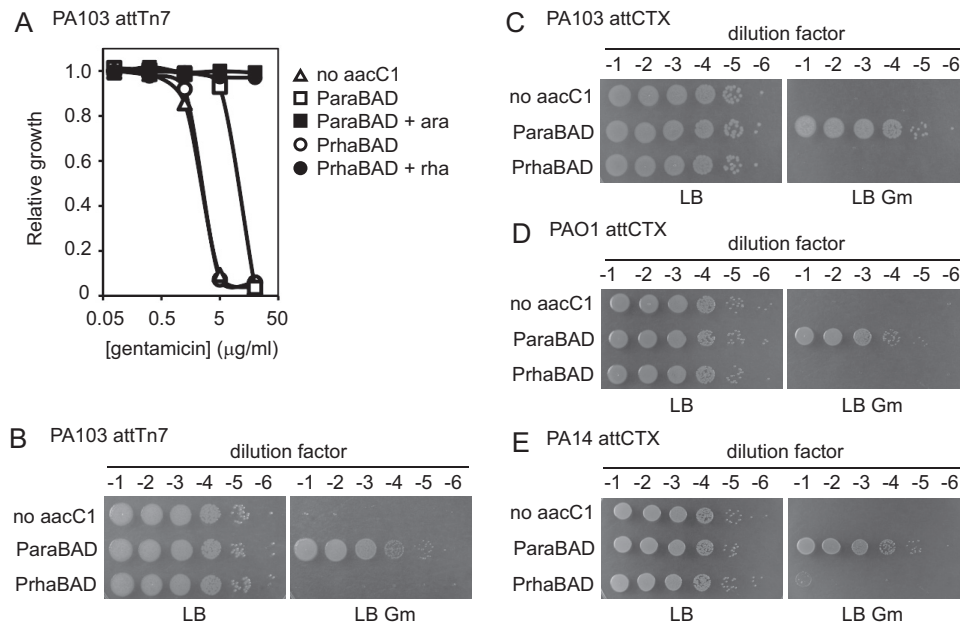 A PA103 attTn7
1.0
0.8
0.6
0.4
0.2
0
Relative growth
0.05 0.5 5 50
[gentamicin] (μg/ml)
no aacC1
ParaBAD
ParaBAD + ara
PrhaBAD
PrhaBAD + rha
B PA103 attTn7
dilution factor
-1 -2 -3 -4 -5 -6 -1 -2 -3 -4 -5 -6
no aacC1
ParaBAD
PrhaBAD
LB LB Gm
C PA103 attCTX
dilution factor
-1 -2 -3 -4 -5 -6 -1 -2 -3 -4 -5 -6
no aacC1
ParaBAD
PrhaBAD
LB LB Gm
D PAO1 attCTX
dilution factor
-1 -2 -3 -4 -5 -6 -1 -2 -3 -4 -5 -6
no aacC1
ParaBAD
PrhaBAD
LB LB Gm
E PA14 attCTX
dilution factor
-1 -2 -3 -4 -5 -6 -1 -2 -3 -4 -5 -6
no aacC1
ParaBAD
PrhaBAD
LB LB Gm